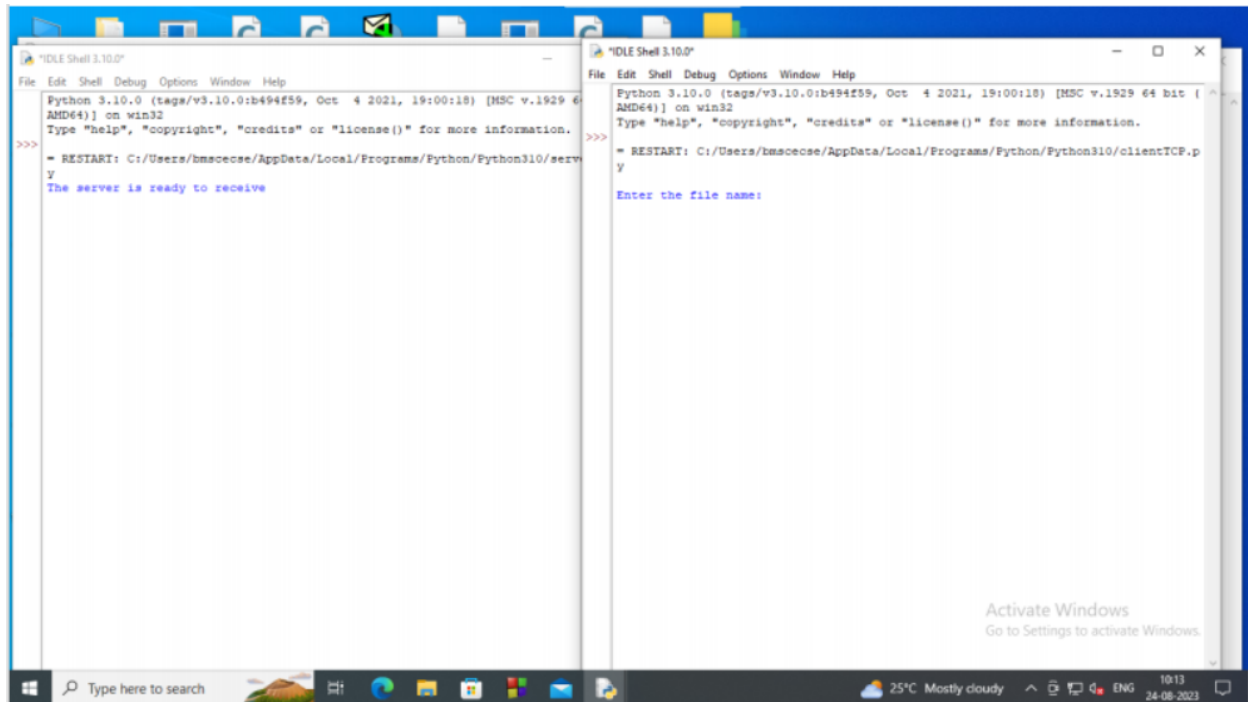 *IDLE Shell 3.10.0*
File Edit Shell Debug Options Window Help
Python 3.10.0 (tags/v3.10.0:b494f59, Oct 4 2021, 19:00:18) [MSC v.1929 6
AMD64)] on win32
Type "help", "copyright", "credits" or "license()" for more information.
>>>
= RESTART: C:/Users/bmscecse/AppData/Local/Programs/Python/Python310/serv
y
The server is ready to receive
*IDLE Shell 3.10.0*
File Edit Shell Debug Options Window Help
Python 3.10.0 (tags/v3.10.0:b494f59, Oct 4 2021, 19:00:18) [MSC v.1929 64 bit (
AMD64)] on win32
Type "help", "copyright", "credits" or "license()" for more information.
>>>
= RESTART: C:/Users/bmscecse/AppData/Local/Programs/Python/Python310/clientTCP.p
y
Enter the file name:
Activate Windows
Go to Settings to activate Windows.
Type here to search
25°C Mostly cloudy
ENG
10:13
24-08-2023